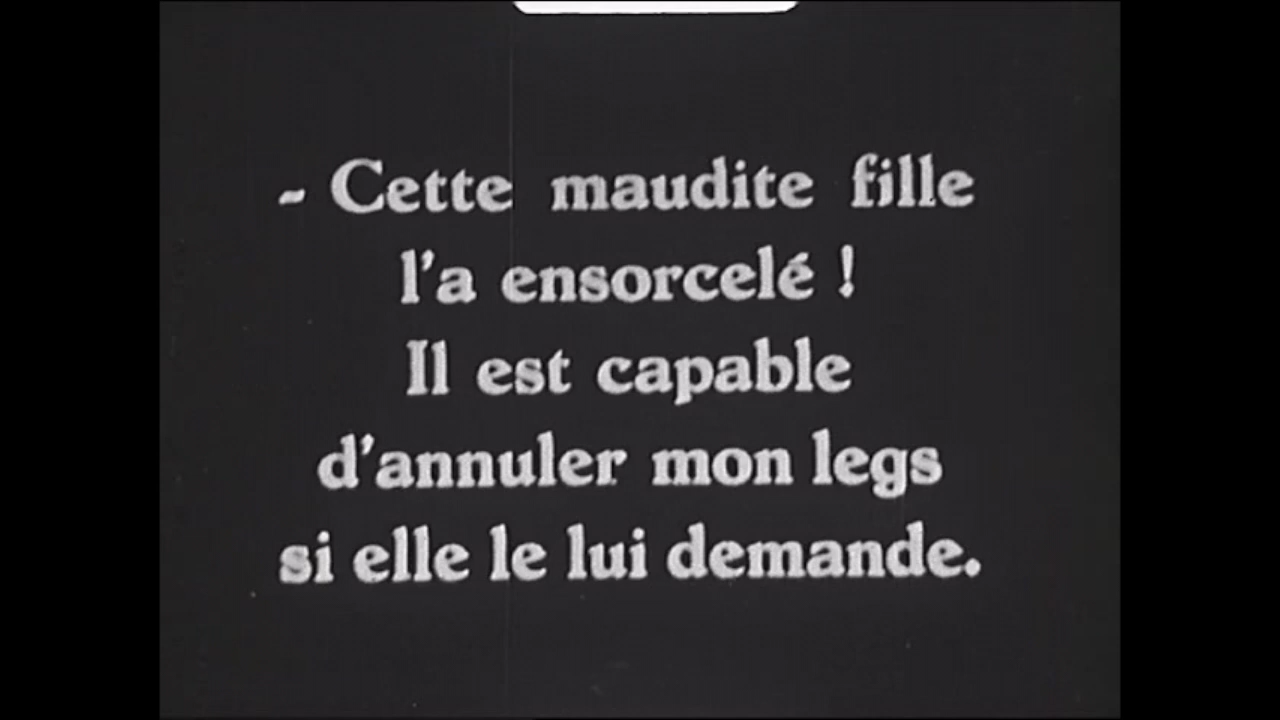 - Cette maudite fille
l'a ensorcelé !
Il est capable
d'annuler mon legs
si elle le lui demande.